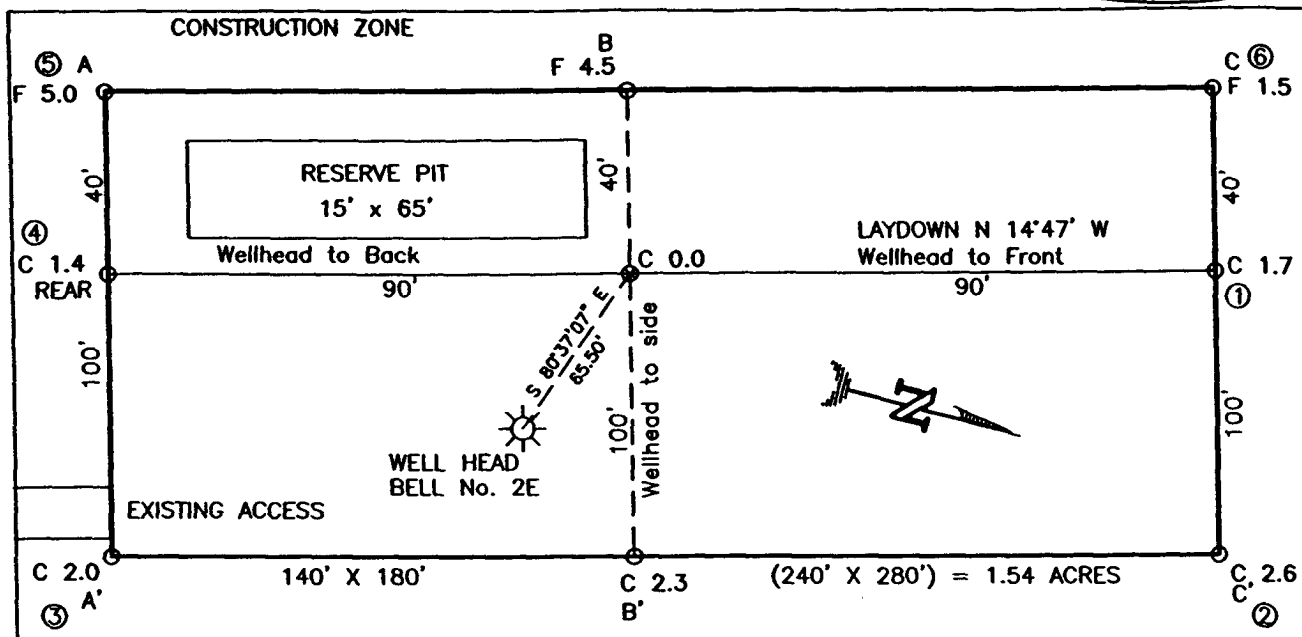 CONSTRUCTION ZONE
⑤ A
F 5.0
B
F 4.5
C ⑥
F 1.5
40'
RESERVE PIT
15' x 65'
40'
40'
④
C 1.4
REAR
Wellhead to Back
90'
C 0.0
LAYDOWN N 14°47' W
Wellhead to Front
90'
C 1.7
①
100'
S 80°37'07" E
65.50'
Wellhead to side
100'
N
100'
WELL HEAD
BELL No. 2E
EXISTING ACCESS
C 2.0
A'
③
140' X 180'
C 2.3
B'
(240' X 280') = 1.54 ACRES
C 2.6
C'
②